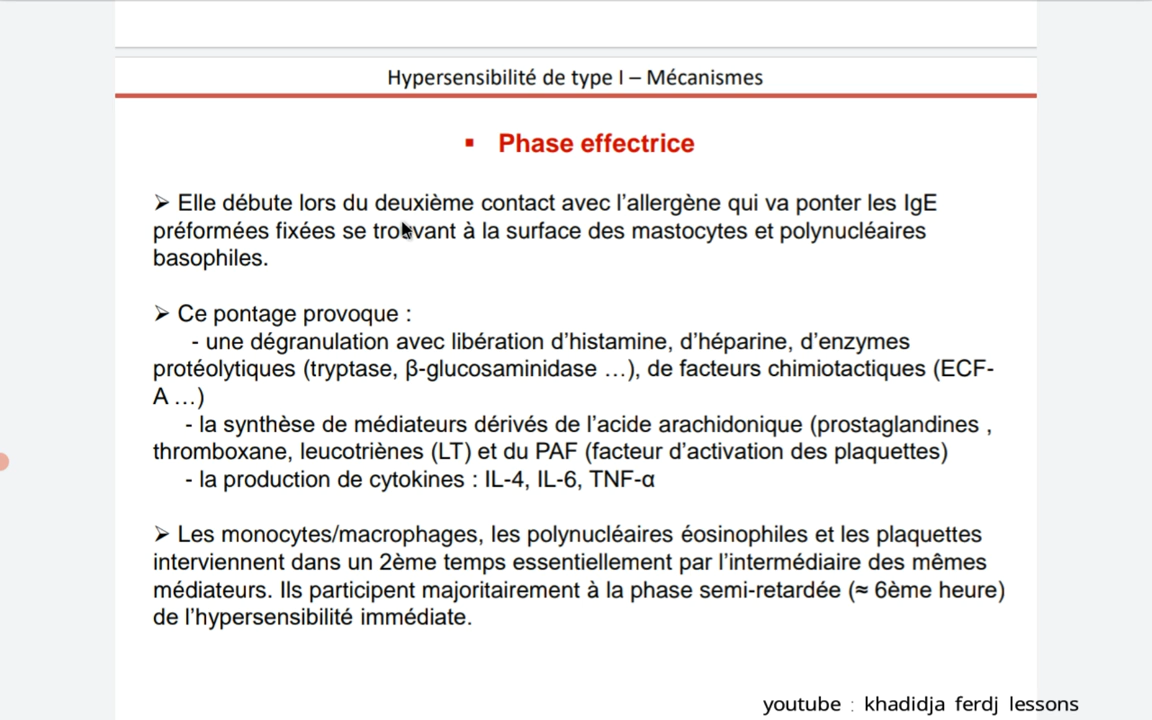 Hypersensibilité de type I – Mécanismes
▪ Phase effectrice
➢ Elle débute lors du deuxième contact avec l’allergène qui va ponter les IgE
préformées fixées se trouvant à la surface des mastocytes et polynucléaires
basophiles.
➢ Ce pontage provoque :
- une dégranulation avec libération d’histamine, d’héparine, d’enzymes
protéolytiques (tryptase, β-glucosaminidase …), de facteurs chimiotactiques (ECF-
A …)
- la synthèse de médiateurs dérivés de l’acide arachidonique (prostaglandines ,
thromboxane, leucotriènes (LT) et du PAF (facteur d’activation des plaquettes)
- la production de cytokines : IL-4, IL-6, TNF-α
➢ Les monocytes/macrophages, les polynucléaires éosinophiles et les plaquettes
interviennent dans un 2ème temps essentiellement par l’intermédiaire des mêmes
médiateurs. Ils participent majoritairement à la phase semi-retardée (≈ 6ème heure)
de l’hypersensibilité immédiate.
youtube : khadidja ferdj lessons